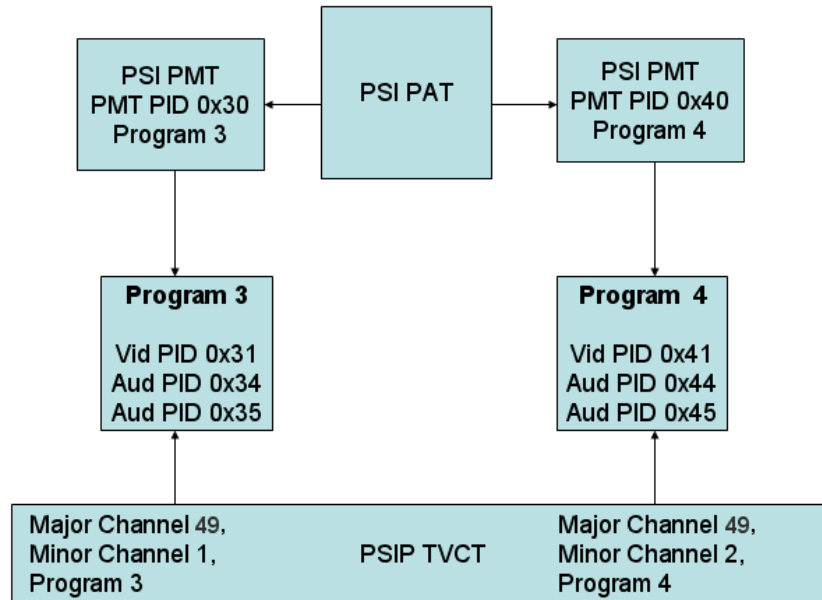 PSI PMT
PMT PID 0x30
Program 3
PSI PAT
PSI PMT
PMT PID 0x40
Program 4
Program 3
Vid PID 0x31
Aud PID 0x34
Aud PID 0x35
Program 4
Vid PID 0x41
Aud PID 0x44
Aud PID 0x45
Major Channel 49,
Minor Channel 1,
Program 3
PSIP TVCT
Major Channel 49,
Minor Channel 2,
Program 4